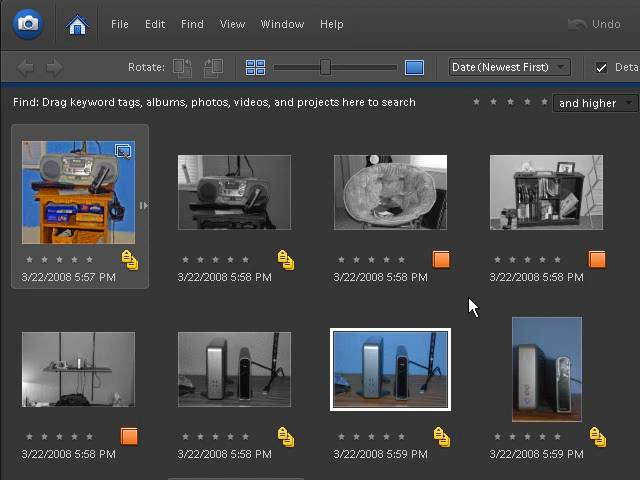 File Edit Find View Window Help Undo
Rotate: Date (Newest First) Deta
Find: Drag keyword tags, albums, photos, videos, and projects here to search and higher
3/22/2008 5:57 PM 3/22/2008 5:58 PM 3/22/2008 5:58 PM 3/22/2008 5:58 PM
3/22/2008 5:58 PM 3/22/2008 5:58 PM 3/22/2008 5:59 PM 3/22/2008 5:59 PM